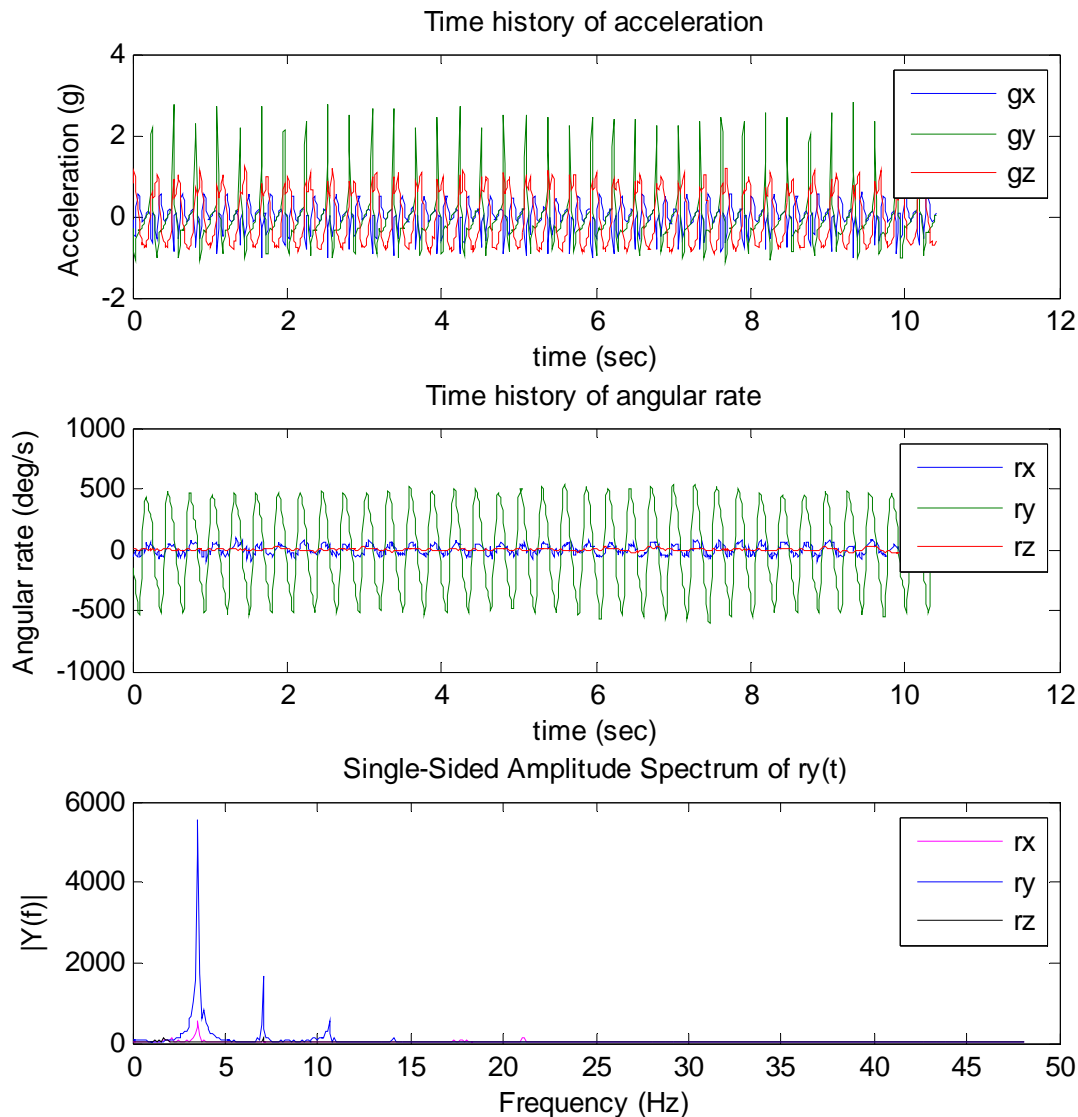 Time history of acceleration
4
2
0
-2
Acceleration (g)
gx
gy
gz
0 2 4 6 8 10 12
time (sec)
Time history of angular rate
1000
500
0
-500
-1000
Angular rate (deg/s)
rx
ry
rz
0 2 4 6 8 10 12
time (sec)
Single-Sided Amplitude Spectrum of ry(t)
6000
4000
2000
0
|Y(f)|
rx
ry
rz
0 5 10 15 20 25 30 35 40 45 50
Frequency (Hz)